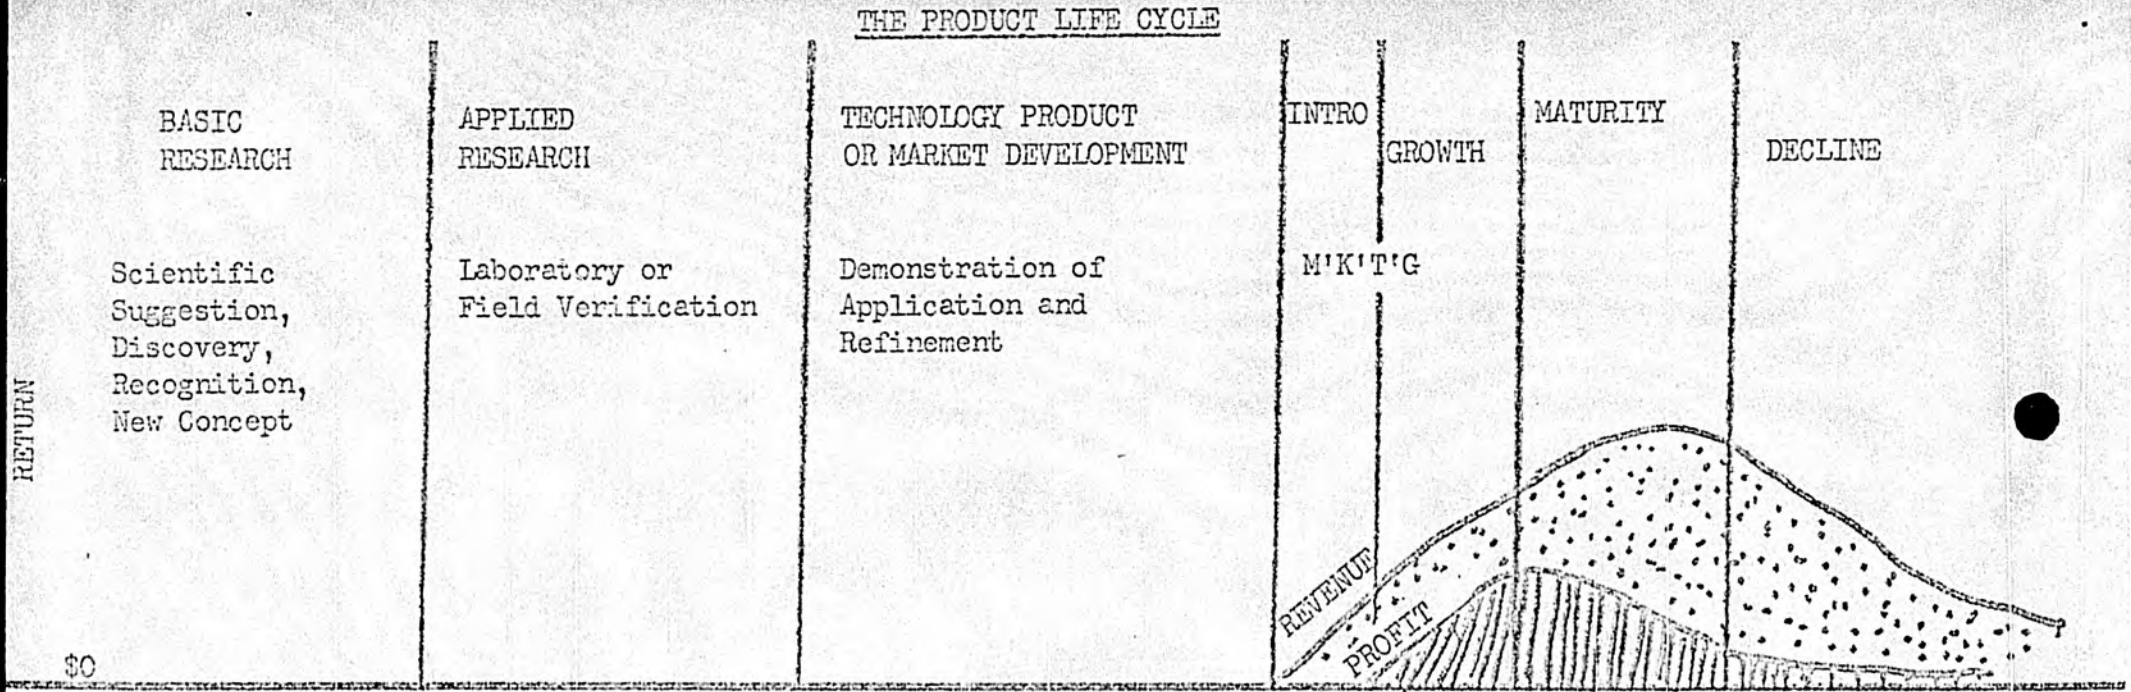 THE PRODUCT LIFE CYCLE
BASIC
RESEARCH
APPLIED
RESEARCH
TECHNOLOGY PRODUCT
OR MARKET DEVELOPMENT
INTRO
GROWTH
MATURITY
DECLINE
Scientific
Suggestion,
Discovery,
Recognition,
New Concept
Laboratory or
Field Verification
Demonstration of
Application and
Refinement
M'K'T'G
RETURN
REVENUE
PROFIT
$0